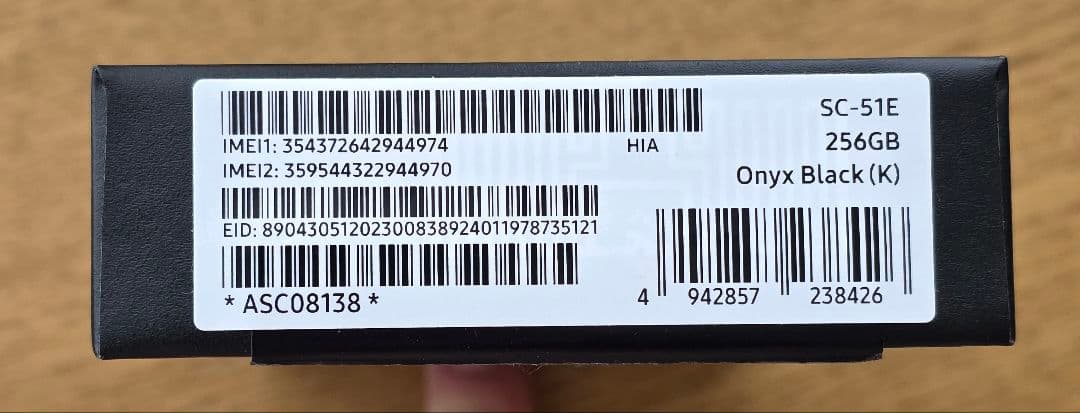 IMEI1: 354372642944974
HIA
IMEI2: 359544322944970
EID: 89043051202300838924011978735121
* ASC08138 *
SC-51E
256GB
Onyx Black (K)
4 942857 238426